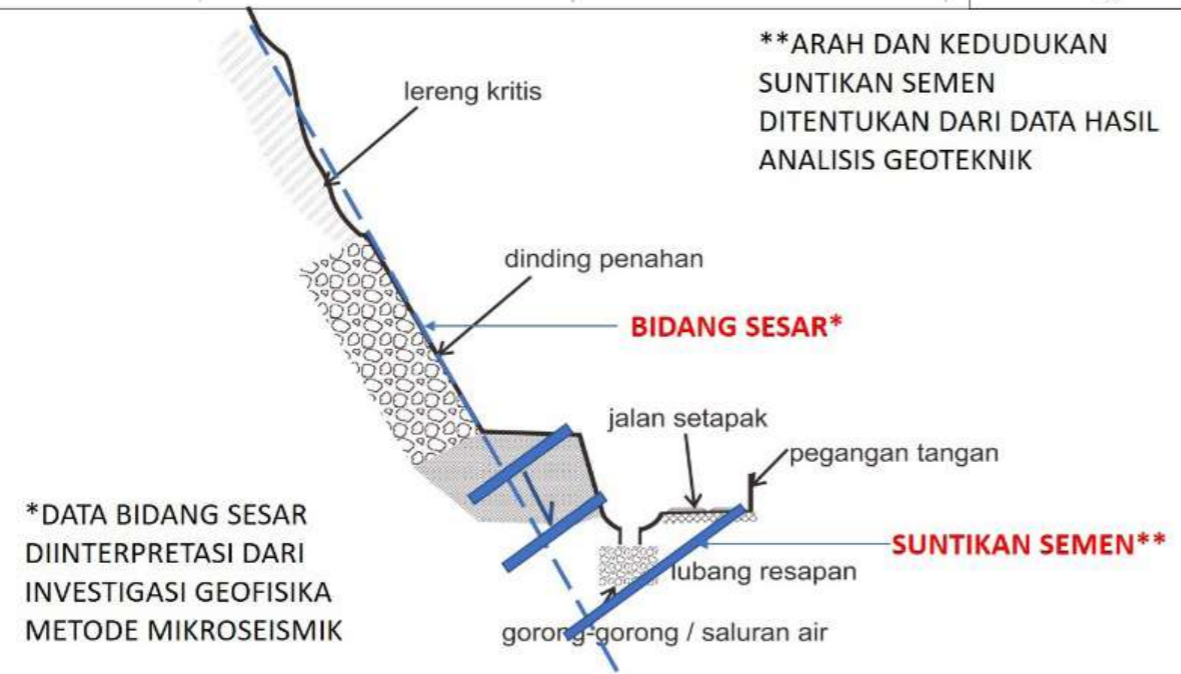 **ARAH DAN KEDUDUKAN
SUNTIKAN SEMEN
DITENTUKAN DARI DATA HASIL
ANALISIS GEOTEKNIK
lereng kritis
dinding penahan
BIDANG SESAR*
jalan setapak
pegangan tangan
*DATA BIDANG SESAR
DIINTERPRETASI DARI
INVESTIGASI GEOFISIKA
METODE MIKROSEISMIK
SUNTIKAN SEMEN**
lubang resapan
gorong-gorong / saluran air